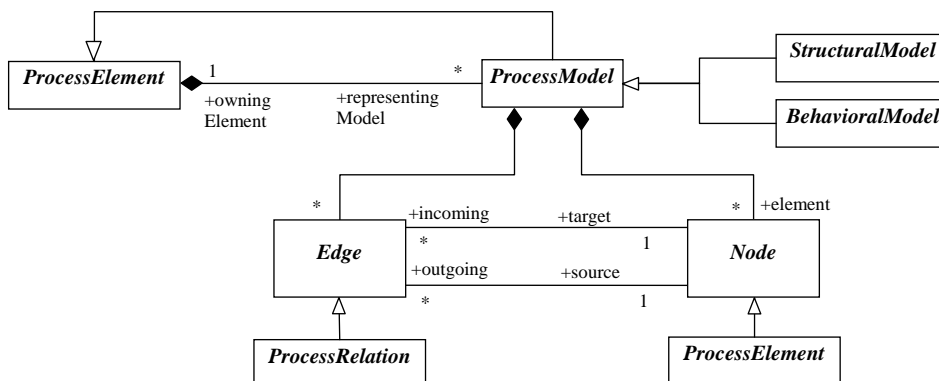 StructuralModel
ProcessElement
1
*
ProcessModel
+owning
Element
+representing
Model
BehavioralModel
*
+incoming
+target
*
+element
*
1
Edge
Node
+outgoing
+source
*
1
ProcessRelation
ProcessElement